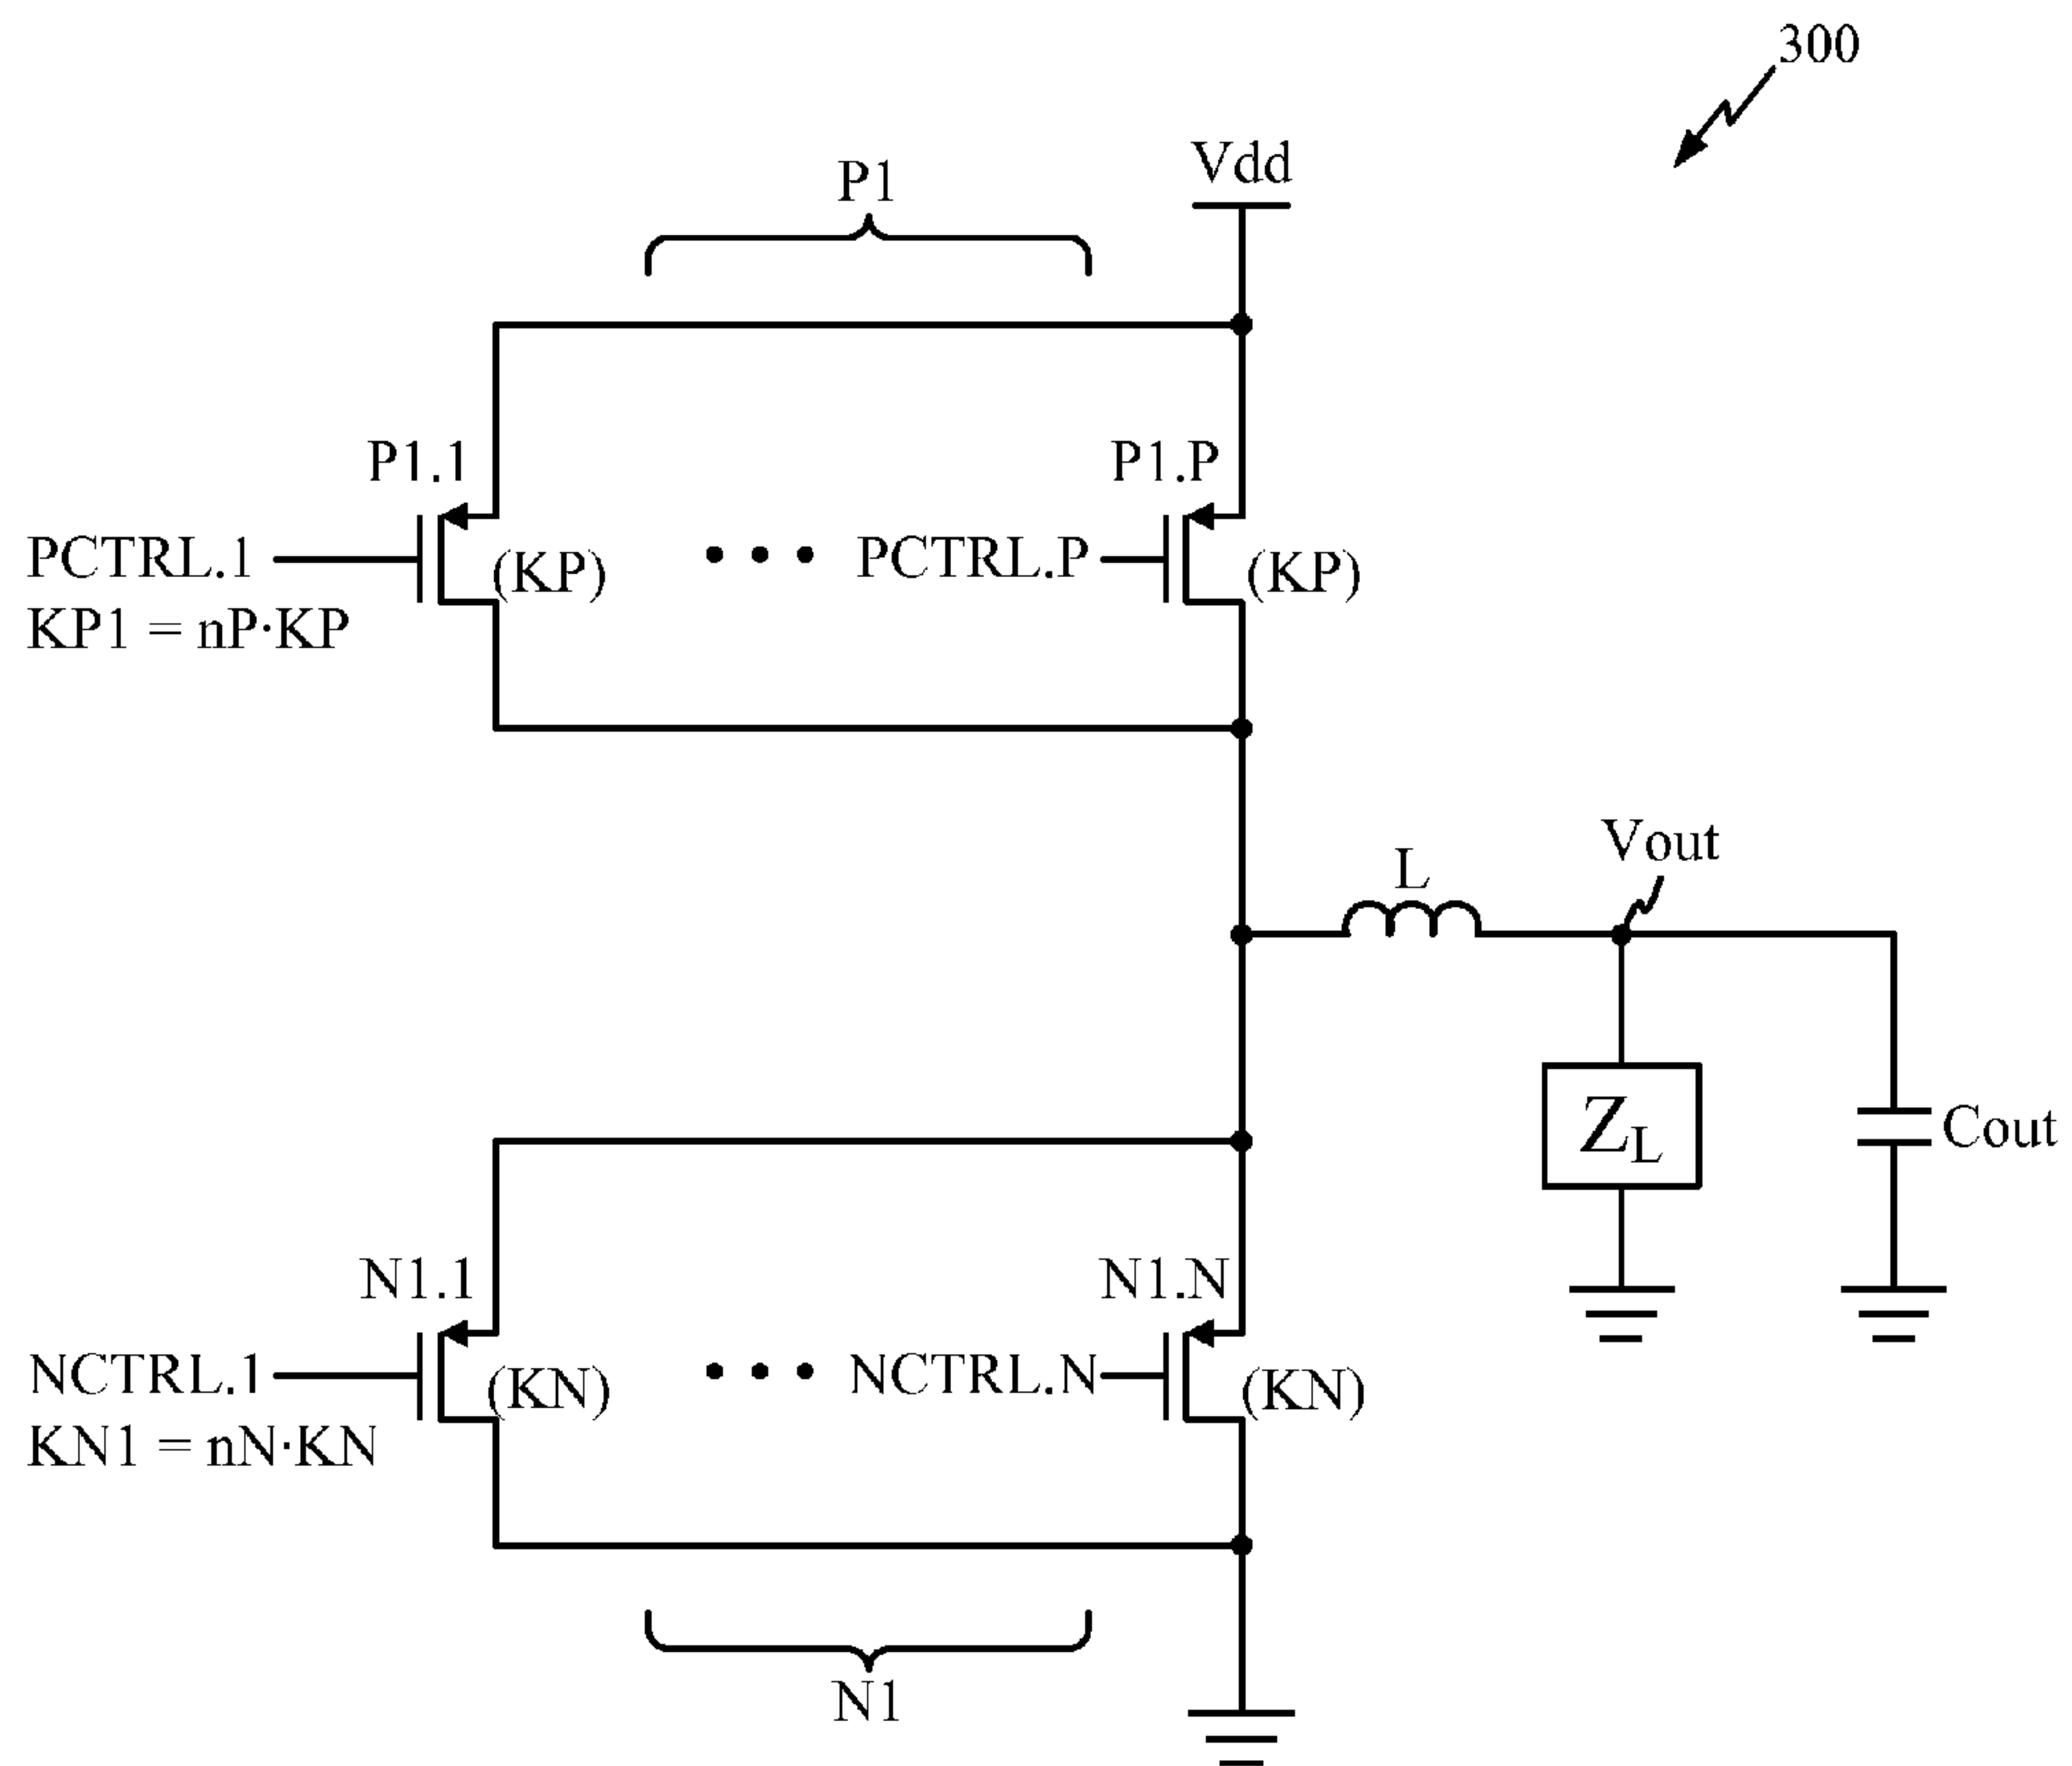 300
Vdd
P1
P1.1
P1.P
PCTRL.1
(KP)
PCTRL.P
(KP)
KP1 = nP·KP
Vout
L
ZL
Cout
N1.1
N1.N
NCTRL.1
(KN)
NCTRL.N
(KN)
KN1 = nN·KN
N1